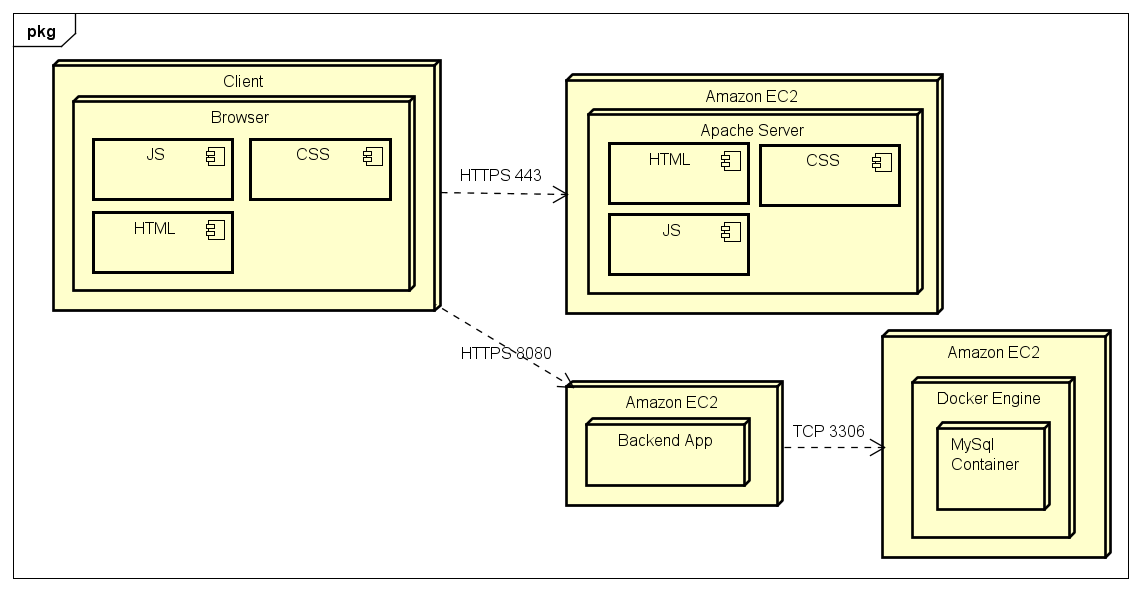 pkg
Client
Browser
JS
CSS
HTML
HTTPS 443
Amazon EC2
Apache Server
HTML
CSS
JS
HTTPS 8080
Amazon EC2
Backend App
TCP 3306
Amazon EC2
Docker Engine
MySql
Container